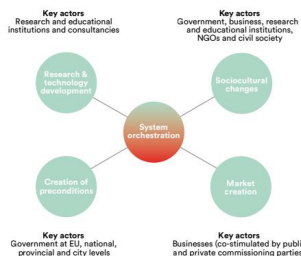 Key actors
Research and educational
institutions and consultancies
Key actors
Government, business, research
and educational institutions,
NGOs and civil society
Research &
technology
development
Sociocultural
changes
System
orchestration
Creation of
preconditions
Market
creation
Key actors
Government at EU, national,
provincial and city levels
Key actors
Businesses (co-stimulated by public
and private commissioning parties)